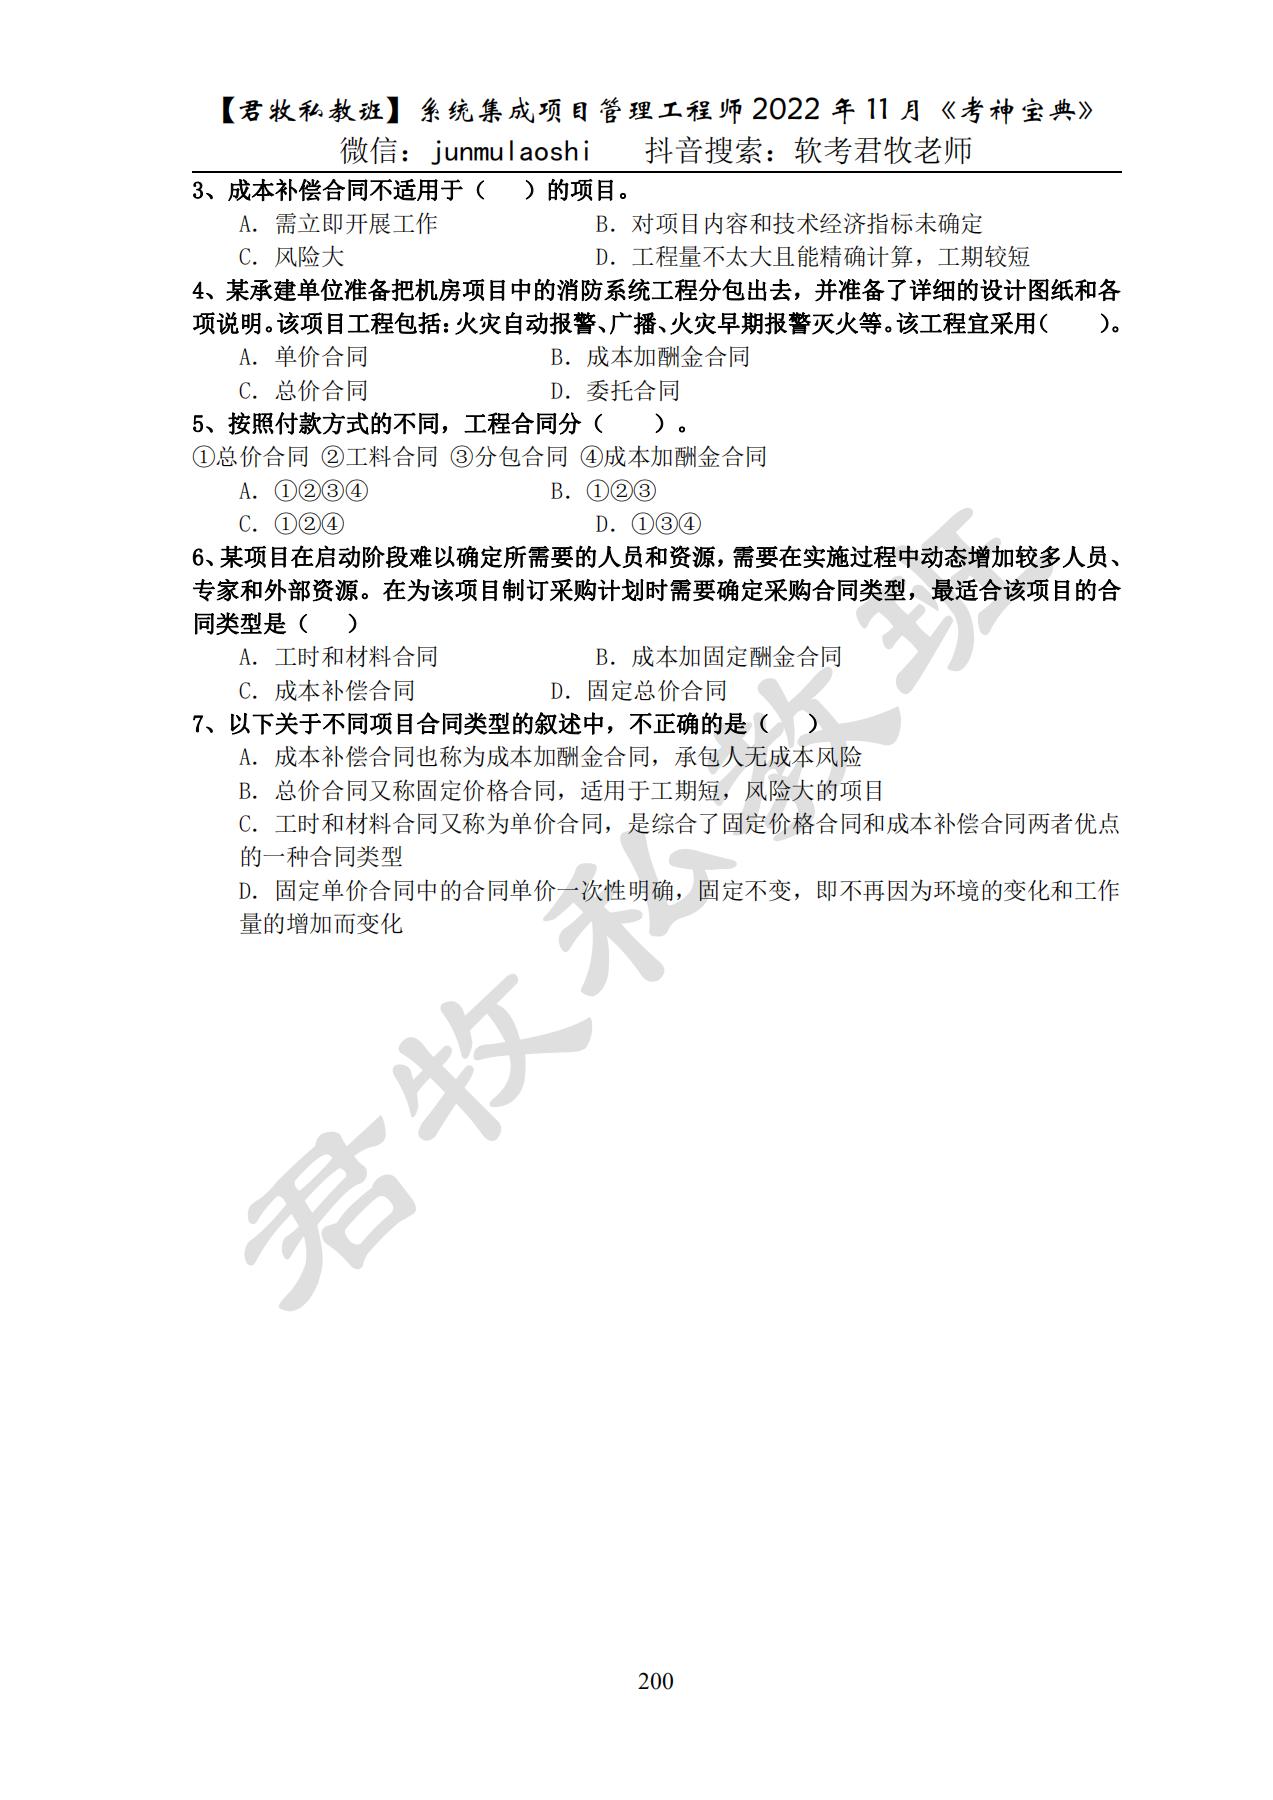 【君牧私教班】系统集成项目管理工程师2022年11月《考神宝典》
微信：junmulaoshi 抖音搜索：软考君牧老师
3、成本补偿合同不适用于（ ）的项目。
A. 需立即开展工作 B. 对项目内容和技术经济指标未确定
C. 风险大 D. 工程量不太大且能精确计算，工期较短
4、某承建单位准备把机房项目中的消防系统工程分包出去，并准备了详细的设计图纸和各
项说明。该项目工程包括：火灾自动报警、广播、火灾早期报警灭火等。该工程宜采用（ ）。
A. 单价合同 B. 成本加酬金合同
C. 总价合同 D. 委托合同
5、按照付款方式的不同，工程合同分（ ）。
①总价合同 ②工料合同 ③分包合同 ④成本加酬金合同
A. ①②③④ B. ①②③
C. ①②④ D. ①③④
6、某项目在启动阶段难以确定所需要的人员和资源，需要在实施过程中动态增加较多人员、
专家和外部资源。在为该项目制订采购计划时需要确定采购合同类型，最适合该项目的合
同类型是（ ）
A. 工时和材料合同 B. 成本加固定酬金合同
C. 成本补偿合同 D. 固定总价合同
7、以下关于不同项目合同类型的叙述中，不正确的是（ ）
A. 成本补偿合同也称为成本加酬金合同，承包人无成本风险
B. 总价合同又称固定价格合同，适用于工期短，风险大的项目
C. 工时和材料合同又称为单价合同，是综合了固定价格合同和成本补偿合同两者优点
的一种合同类型
D. 固定单价合同中的合同单价一次性明确，固定不变，即不再因为环境的变化和工作
量的增加而变化
君牧私教班
200